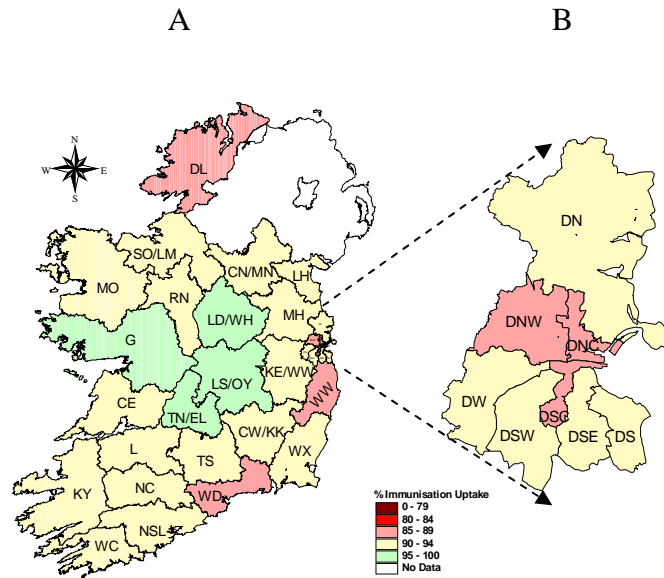 A
B
N
W E
S
DL
DN
SO/LM
CN/MN
LH
MO
RN
LD/WH
MH
DNW
DNC
G
LS/OY
KE/WW
WW
CE
TN/EL
DW
DSC
DSW
DSE
DS
L
TS
CW/KK
WX
KY
NC
WD
NSL
WC
% Immunisation Uptake
0 - 79
80 - 84
85 - 89
90 - 94
95 - 100
No Data